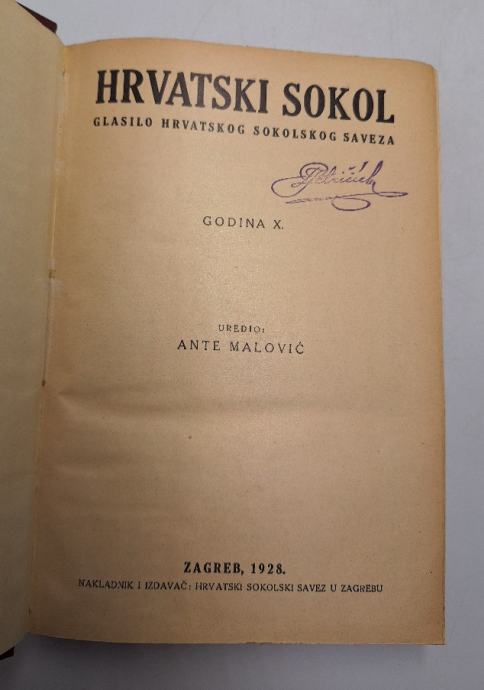 HRVATSKI SOKOL
GLASILO HRVATSKOG SOKOLSKOG SAVEZA
GODINA X.
UREDIO:
ANTE MALOVIĆ
ZAGREB, 1928.
NAKLADNIK I IZDAVAČ: HRVATSKI SOKOLSKI SAVEZ U ZAGREBU